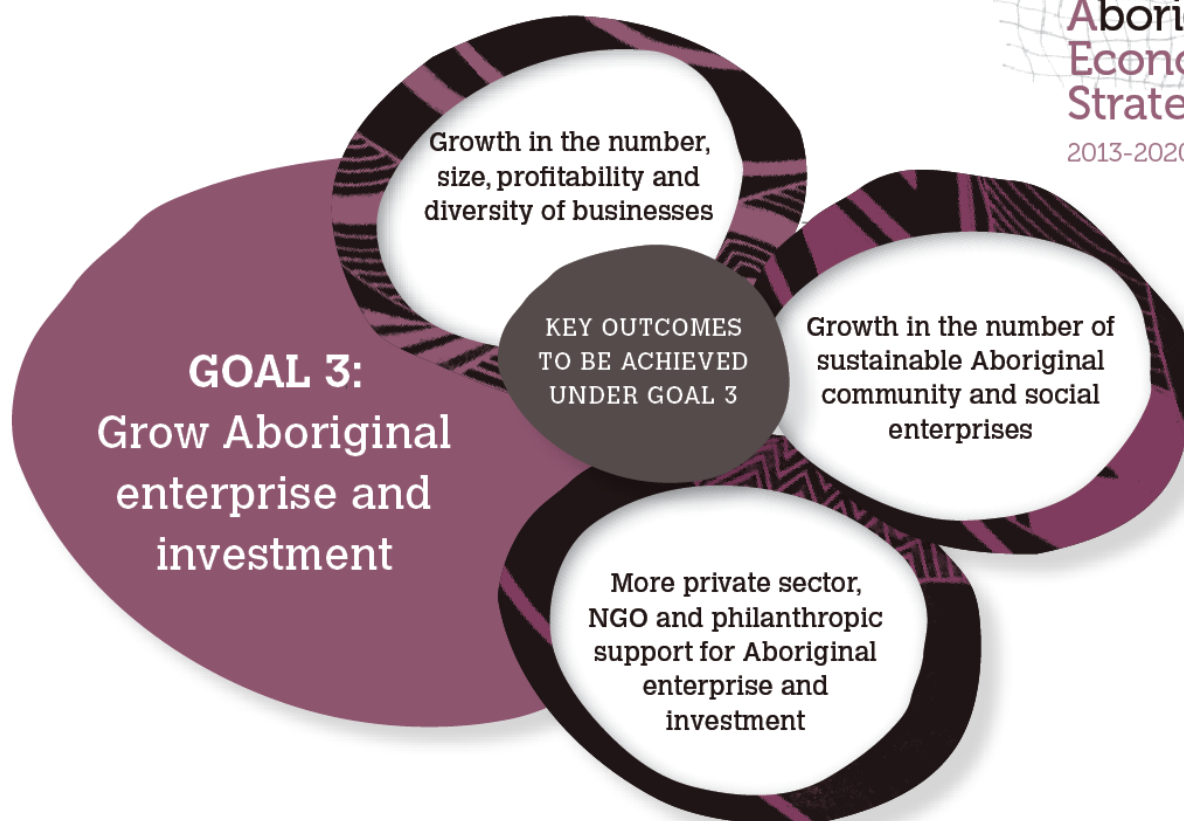 GOAL 3:
Grow Aboriginal
enterprise and
investment
KEY OUTCOMES
TO BE ACHIEVED
UNDER GOAL 3
Growth in the number,
size, profitability and
diversity of businesses
Growth in the number of
sustainable Aboriginal
community and social
enterprises
More private sector,
NGO and philanthropic
support for Aboriginal
enterprise and
investment
2013-2020